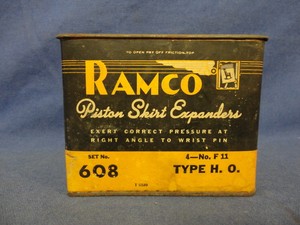 TO OPEN PRY OFF FRICTION TOP
RAMCO
Piston Skirt Expanders
EXERT CORRECT PRESSURE AT
RIGHT ANGLE TO WRIST PIN
SET No.
608
4—No. F 11
TYPE H. O.